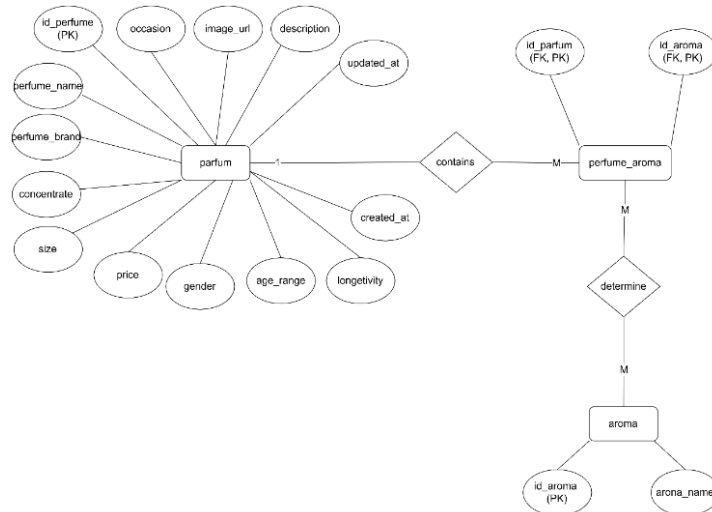 id_perfume
(PK)
occasion
image_url
description
updated_at
perfume_name
perfume_brand
concentrate
size
price
gender
age_range
longetivity
created_at
parfum
1
contains
M
perfume_aroma
id_parfum
(FK, PK)
id_aroma
(FK, PK)
M
determine
M
aroma
id_aroma
(PK)
arona_name